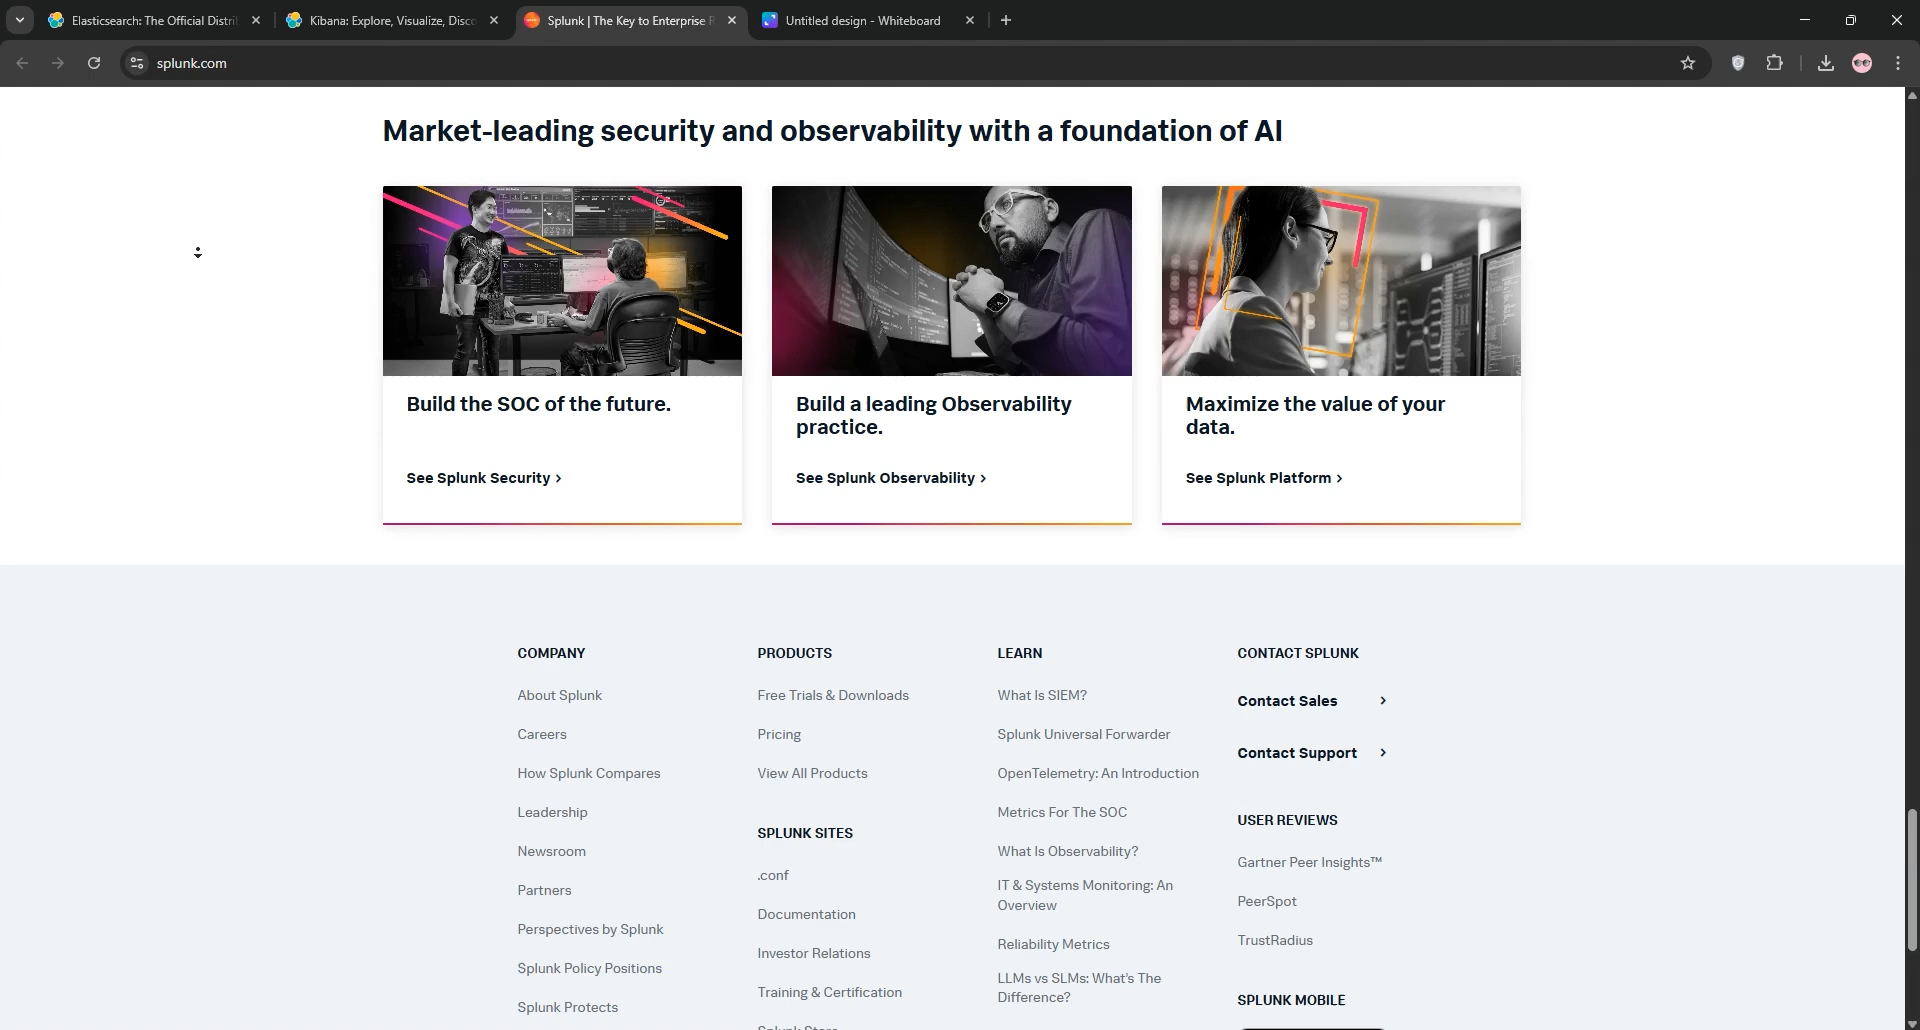 Elasticsearch: The Official Distri
Kibana: Explore, Visualize, Disco
Splunk | The Key to Enterprise R
Untitled design - Whiteboard
splunk.com
Market-leading security and observability with a foundation of AI
Build the SOC of the future.
See Splunk Security >
Build a leading Observability
practice.
See Splunk Observability >
Maximize the value of your
data.
See Splunk Platform >
COMPANY
About Splunk
Careers
How Splunk Compares
Leadership
Newsroom
Partners
Perspectives by Splunk
Splunk Policy Positions
Splunk Protects
PRODUCTS
Free Trials & Downloads
Pricing
View All Products
SPLUNK SITES
.conf
Documentation
Investor Relations
Training & Certification
LEARN
What Is SIEM?
Splunk Universal Forwarder
OpenTelemetry: An Introduction
Metrics For The SOC
What Is Observability?
IT & Systems Monitoring: An
Overview
Reliability Metrics
LLMs vs SLMs: What's The
Difference?
CONTACT SPLUNK
Contact Sales >
Contact Support >
USER REVIEWS
Gartner Peer Insights™
PeerSpot
TrustRadius
SPLUNK MOBILE